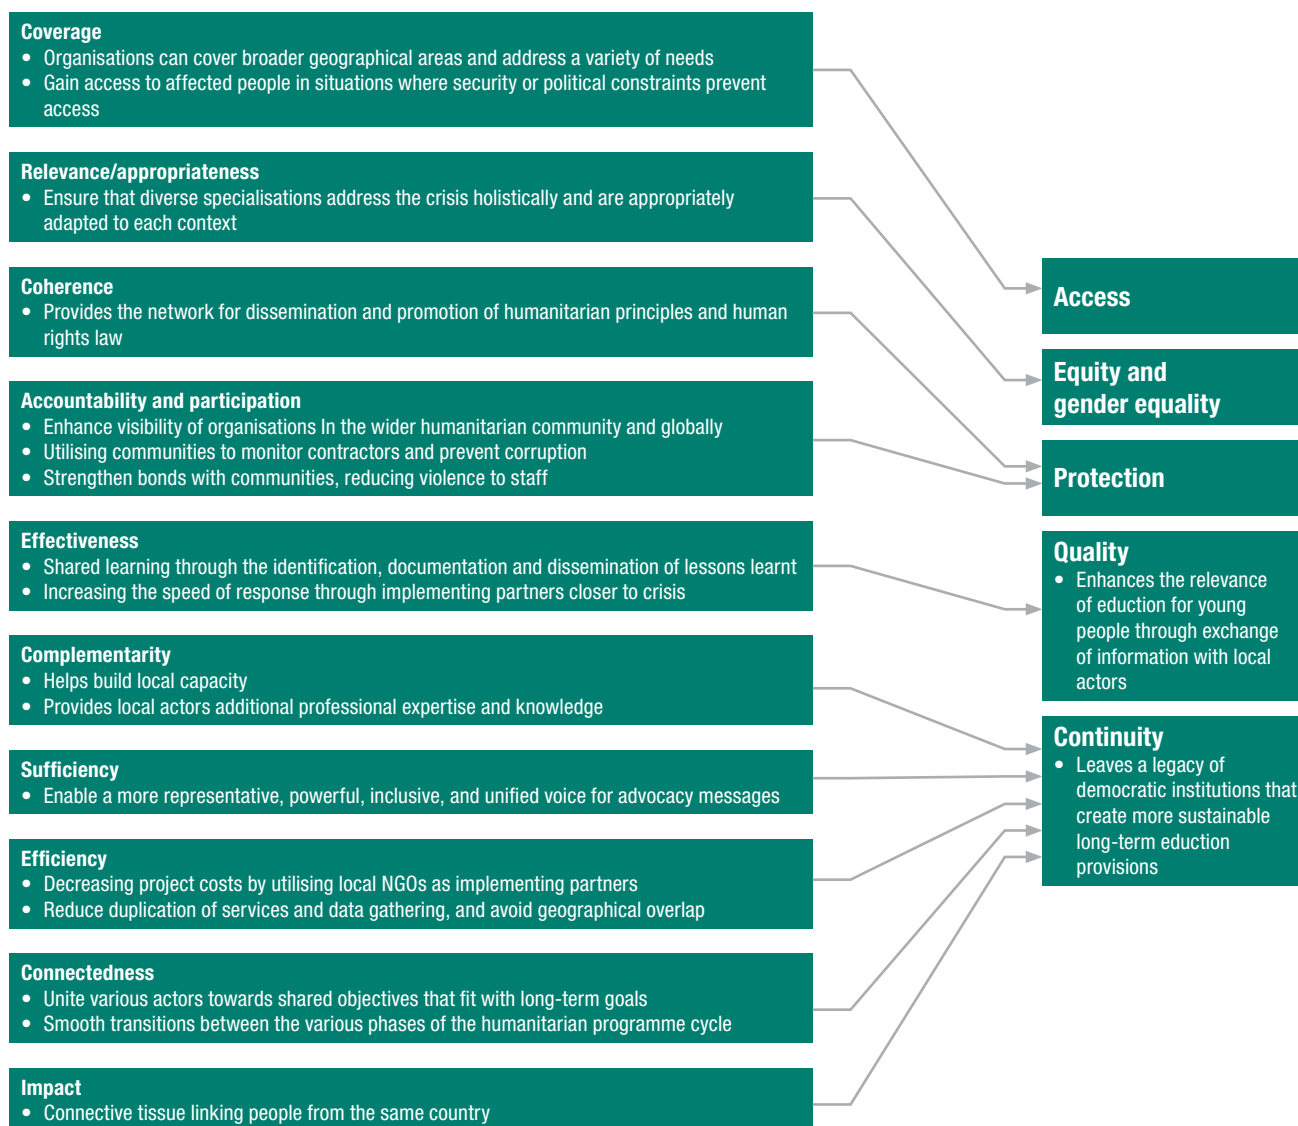 Coverage
• Organisations can cover broader geographical areas and address a variety of needs
• Gain access to affected people in situations where security or political constraints prevent
access
Relevance/appropriateness
• Ensure that diverse specialisations address the crisis holistically and are appropriately
adapted to each context
Coherence
• Provides the network for dissemination and promotion of humanitarian principles and human
rights law
Accountability and participation
• Enhance visibility of organisations In the wider humanitarian community and globally
• Utilising communities to monitor contractors and prevent corruption
• Strengthen bonds with communities, reducing violence to staff
Effectiveness
• Shared learning through the identification, documentation and dissemination of lessons learnt
• Increasing the speed of response through implementing partners closer to crisis
Complementarity
• Helps build local capacity
• Provides local actors additional professional expertise and knowledge
Sufficiency
• Enable a more representative, powerful, inclusive, and unified voice for advocacy messages
Efficiency
• Decreasing project costs by utilising local NGOs as implementing partners
• Reduce duplication of services and data gathering, and avoid geographical overlap
Connectedness
• Unite various actors towards shared objectives that fit with long-term goals
• Smooth transitions between the various phases of the humanitarian programme cycle
Impact
• Connective tissue linking people from the same country
Access
Equity and
gender equality
Protection
Quality
• Enhances the relevance
of eduction for young
people through exchange
of information with local
actors
Continuity
• Leaves a legacy of
democratic institutions that
create more sustainable
long-term eduction
provisions